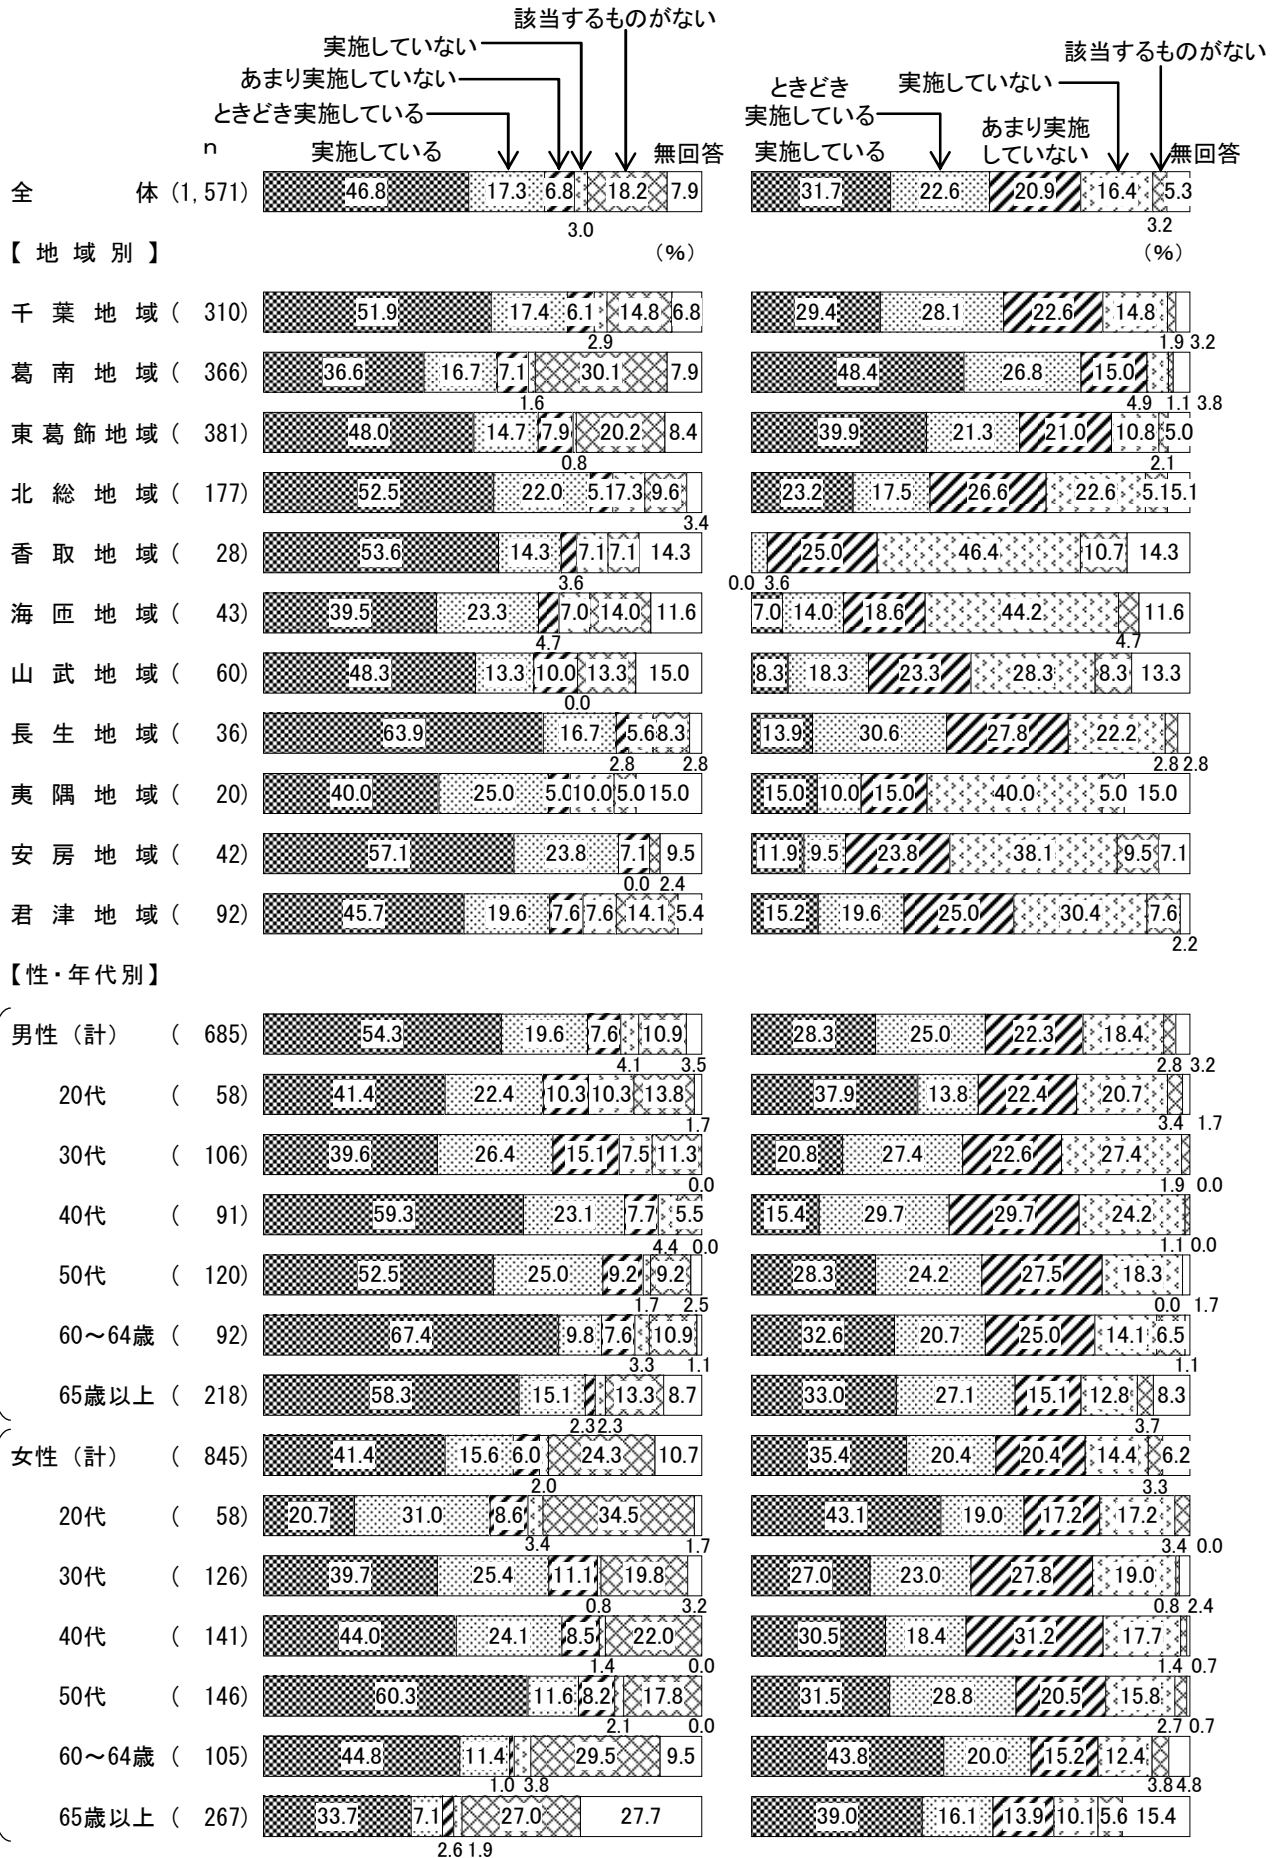 該当するものがない
実施していない
あまり実施していない
ときどき実施している
n 実施している 無回答
該当するものがない
実施していない
ときどき
実施している
あまり実施
していない
実施している 無回答
全 体 (1,571) 46.8 17.3 6.8 18.2 7.9 31.7 22.6 20.9 16.4 5.3
3.0 3.2
【地域別】 (%) (%)
千葉地域( 310) 51.9 17.4 6.1 14.8 6.8 29.4 28.1 22.6 14.8
2.9 1.9 3.2
葛南地域( 366) 36.6 16.7 7.1 30.1 7.9 48.4 26.8 15.0
1.6 4.9 1.1 3.8
東葛飾地域( 381) 48.0 14.7 7.9 20.2 8.4 39.9 21.3 21.0 10.8 5.0
0.8 2.1
北総地域( 177) 52.5 22.0 5.1 7.3 9.6 23.2 17.5 26.6 22.6 5.1 5.1
3.4
香取地域( 28) 53.6 14.3 7.1 7.1 14.3 25.0 46.4 10.7 14.3
3.6 0.0 3.6
海匝地域( 43) 39.5 23.3 7.0 14.0 11.6 7.0 14.0 18.6 44.2 11.6
4.7 4.7
山武地域( 60) 48.3 13.3 10.0 13.3 15.0 8.3 18.3 23.3 28.3 8.3 13.3
0.0
長生地域( 36) 63.9 16.7 5.6 8.3 13.9 30.6 27.8 22.2
2.8 2.8 2.8 2.8
夷隅地域( 20) 40.0 25.0 5.0 10.0 5.0 15.0 15.0 10.0 15.0 40.0 5.0 15.0
安房地域( 42) 57.1 23.8 7.1 9.5 11.9 9.5 23.8 38.1 9.5 7.1
0.0 2.4
君津地域( 92) 45.7 19.6 7.6 7.6 14.1 5.4 15.2 19.6 25.0 30.4 7.6
2.2
【性・年代別】
男性(計) ( 685) 54.3 19.6 7.6 10.9 28.3 25.0 22.3 18.4
4.1 3.5 2.8 3.2
20代 ( 58) 41.4 22.4 10.3 10.3 13.8 37.9 13.8 22.4 20.7
1.7 3.4 1.7
30代 ( 106) 39.6 26.4 15.1 7.5 11.3 20.8 27.4 22.6 27.4
0.0 1.9 0.0
40代 ( 91) 59.3 23.1 7.7 5.5 15.4 29.7 29.7 24.2
4.4 0.0 1.1 0.0
50代 ( 120) 52.5 25.0 9.2 9.2 28.3 24.2 27.5 18.3
1.7 2.5 0.0 1.7
60～64歳 ( 92) 67.4 9.8 7.6 10.9 32.6 20.7 25.0 14.1 6.5
3.3 1.1 1.1
65歳以上 ( 218) 58.3 15.1 13.3 8.7 33.0 27.1 15.1 12.8 8.3
2.3 2.3 3.7
女性(計) ( 845) 41.4 15.6 6.0 24.3 10.7 35.4 20.4 20.4 14.4 6.2
2.0 3.3
20代 ( 58) 20.7 31.0 8.6 34.5 43.1 19.0 17.2 17.2
3.4 1.7 3.4 0.0
30代 ( 126) 39.7 25.4 11.1 19.8 27.0 23.0 27.8 19.0
0.8 3.2 0.8 2.4
40代 ( 141) 44.0 24.1 8.5 22.0 30.5 18.4 31.2 17.7
1.4 0.0 1.4 0.7
50代 ( 146) 60.3 11.6 8.2 17.8 31.5 28.8 20.5 15.8
2.1 0.0 2.7 0.7
60～64歳 ( 105) 44.8 11.4 29.5 9.5 43.8 20.0 15.2 12.4
1.0 3.8 3.8 4.8
65歳以上 ( 267) 33.7 7.1 27.0 27.7 39.0 16.1 13.9 10.1 5.6 15.4
2.6 1.9